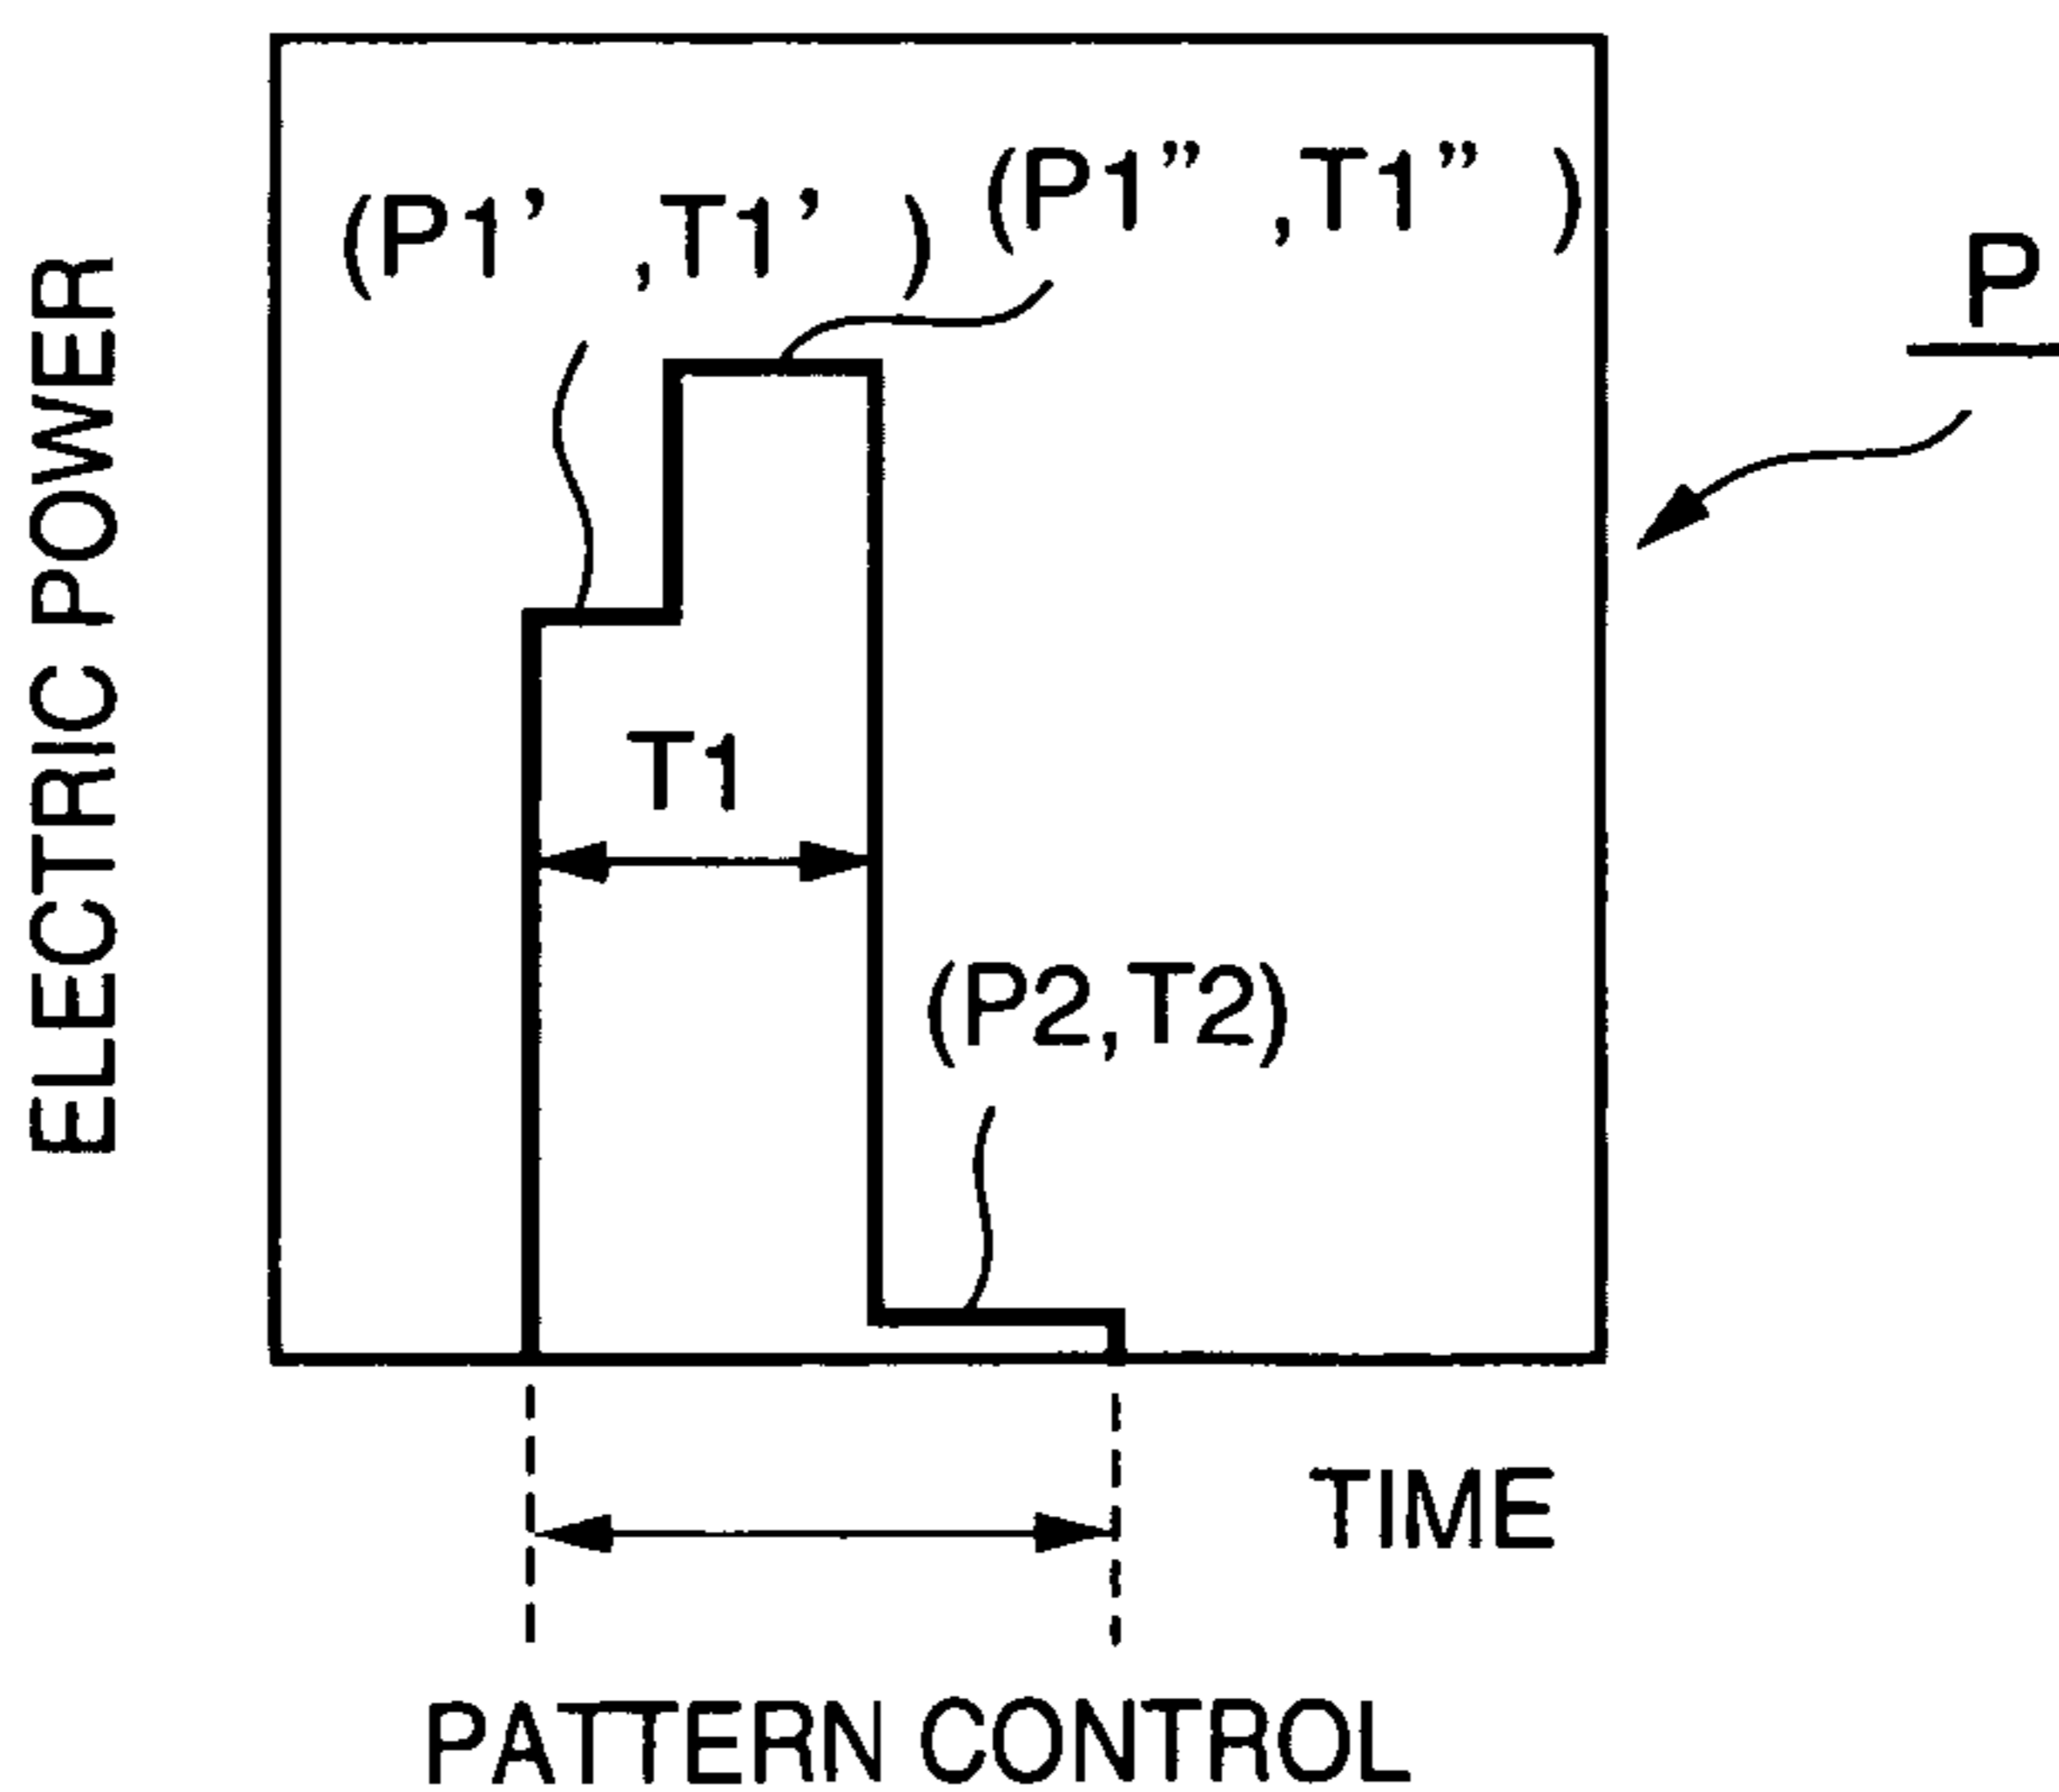 (P1’ ,T1’ )
(P1” ,T1” )
P
ELECTRIC POWER
T1
(P2,T2)
TIME
PATTERN CONTROL